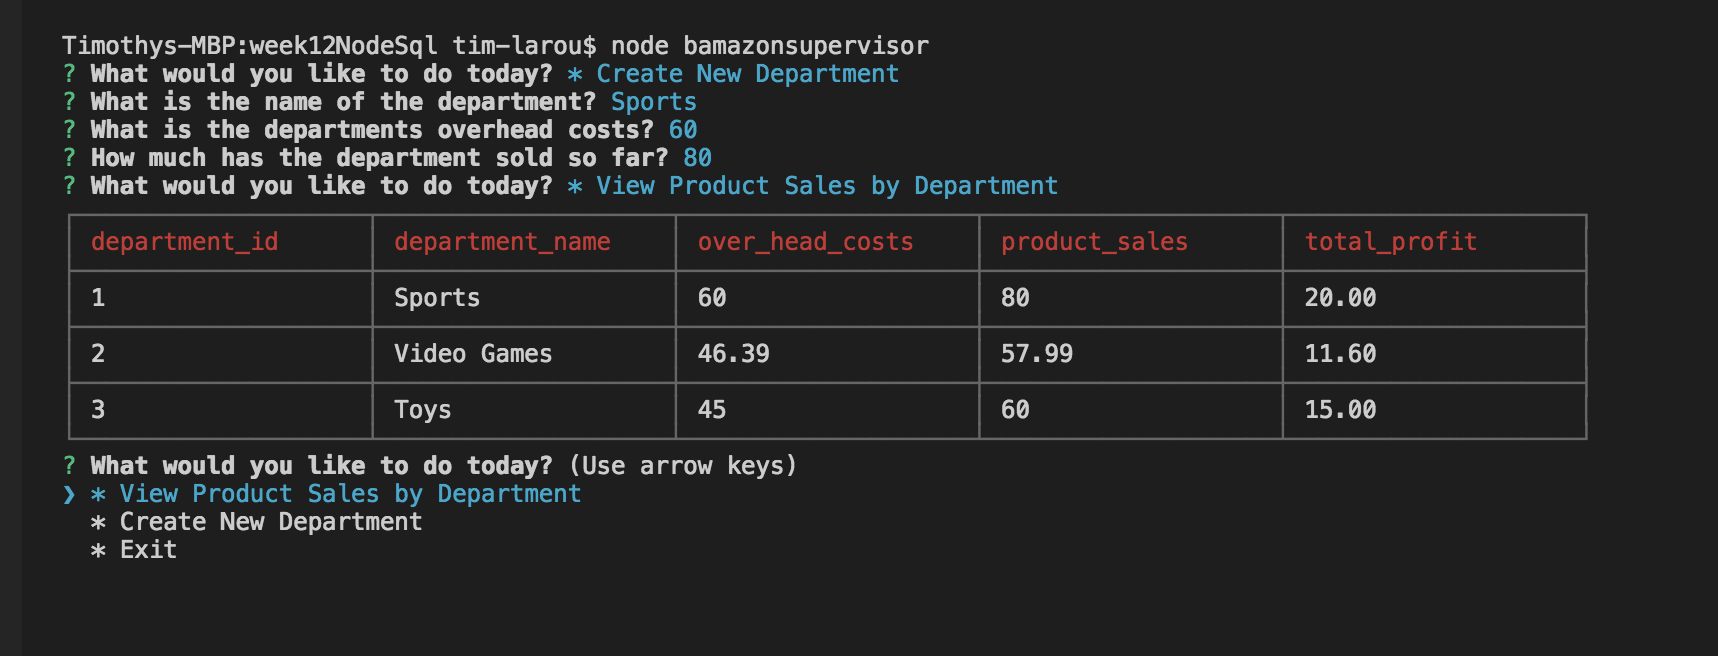 Timothys-MBP:week12NodeSql tim-larou$ node bamazonsupervisor
? What would you like to do today? * Create New Department
? What is the name of the department? Sports
? What is the departments overhead costs? 60
? How much has the department sold so far? 80
? What would you like to do today? * View Product Sales by Department
department_id department_name over_head_costs product_sales total_profit
1 Sports 60 80 20.00
2 Video Games 46.39 57.99 11.60
3 Toys 45 60 15.00
? What would you like to do today? (Use arrow keys)
❯ * View Product Sales by Department
* Create New Department
* Exit